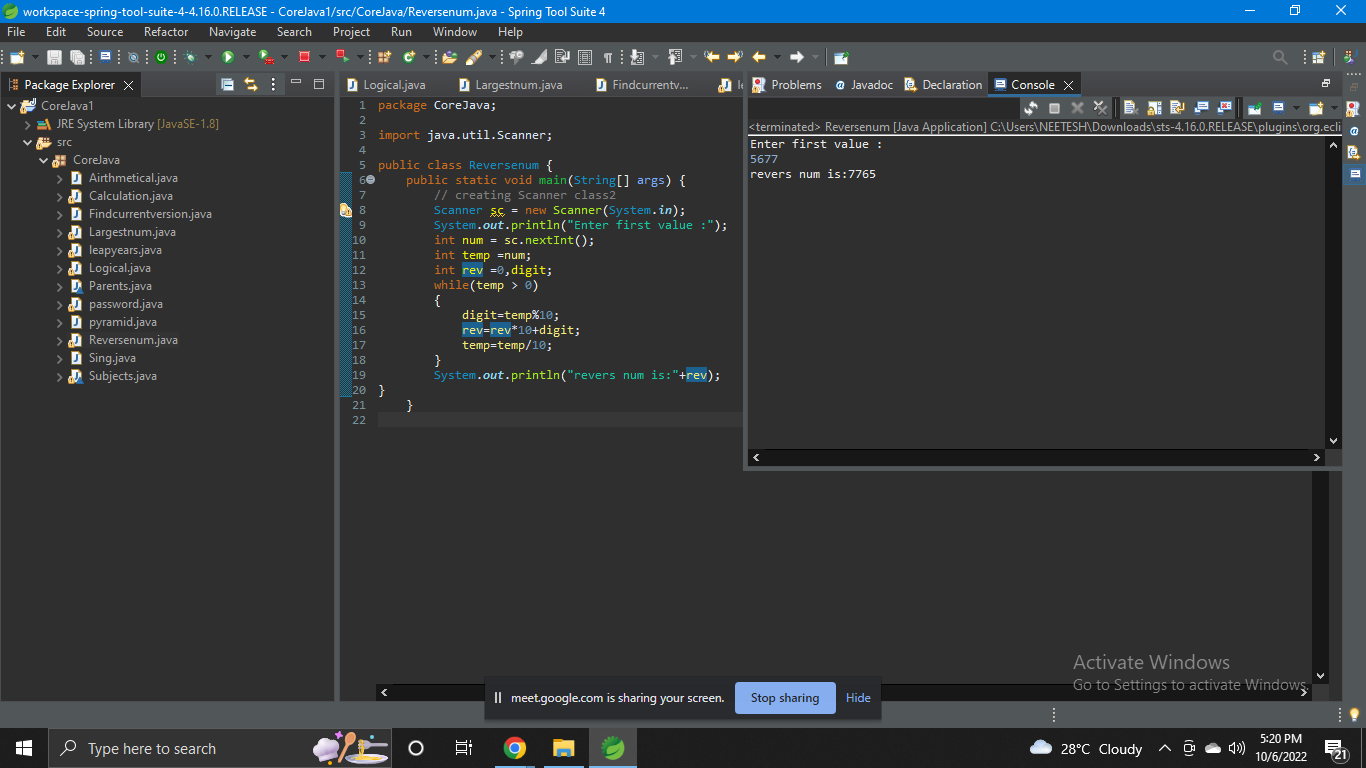 workspace-spring-tool-suite-4-4.16.0.RELEASE - CoreJava1/src/CoreJava/Reversenum.java - Spring Tool Suite 4
File Edit Source Refactor Navigate Search Project Run Window Help
Package Explorer
CoreJava1
JRE System Library [JavaSE-1.8]
src
CoreJava
Airthmetical.java
Calculation.java
Findcurrentversion.java
Largestnum.java
leapyears.java
Logical.java
Parents.java
password.java
pyramid.java
Reversenum.java
Sing.java
Subjects.java
Logical.java Largestnum.java Findcurrentv...
1 package CoreJava;
2
3 import java.util.Scanner;
4
5 public class Reversenum {
6 public static void main(String[] args) {
7 // creating Scanner class2
8 Scanner sc = new Scanner(System.in);
9 System.out.println("Enter first value :");
10 int num = sc.nextInt();
11 int temp =num;
12 int rev =0,digit;
13 while(temp > 0)
14 {
15 digit=temp%10;
16 rev=rev*10+digit;
17 temp=temp/10;
18 }
19 System.out.println("revers num is:"+rev);
20 }
21 }
22
Problems Javadoc Declaration Console
<terminated> Reversenum [Java Application] C:\Users\NEETESH\Downloads\sts-4.16.0.RELEASE\plugins\org.ecli
Enter first value :
5677
revers num is:7765
Activate Windows
Go to Settings to activate Windows.
meet.google.com is sharing your screen. Stop sharing Hide
Type here to search
28°C Cloudy
5:20 PM
10/6/2022
21